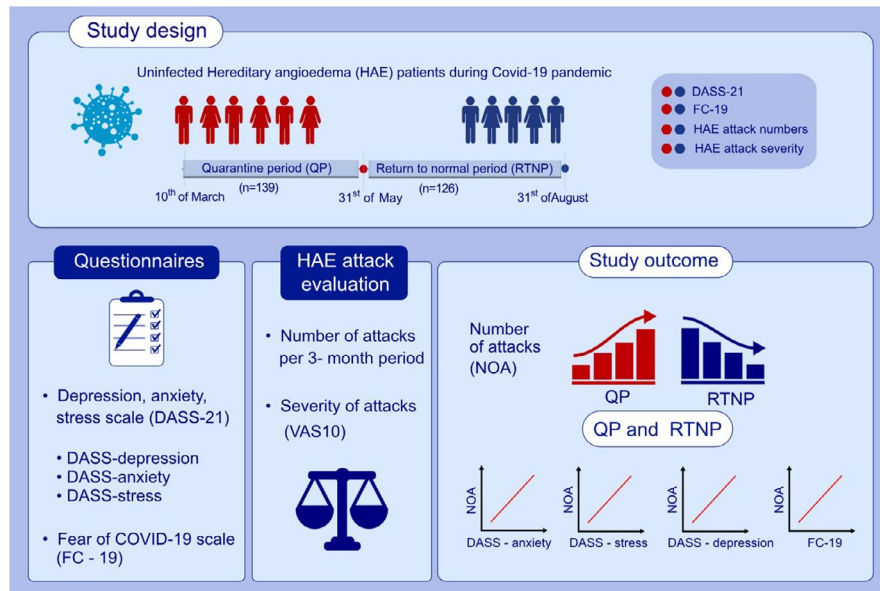 Study design
Uninfected Hereditary angioedema (HAE) patients during Covid-19 pandemic
DASS-21
FC-19
HAE attack numbers
HAE attack severity
Quarantine period (QP)
Return to normal period (RTNP)
(n=139)
(n=126)
10th of March
31st of May
31st ofAugust
Questionnaires
• Depression, anxiety,
stress scale (DASS-21)
• DASS-depression
• DASS-anxiety
• DASS-stress
• Fear of COVID-19 scale
(FC - 19)
HAE attack
evaluation
• Number of attacks
per 3- month period
• Severity of attacks
(VAS10)
Study outcome
Number
of attacks
(NOA)
QP
RTNP
QP and RTNP
NOA
DASS - anxiety
NOA
DASS - stress
NOA
DASS - depression
NOA
FC-19